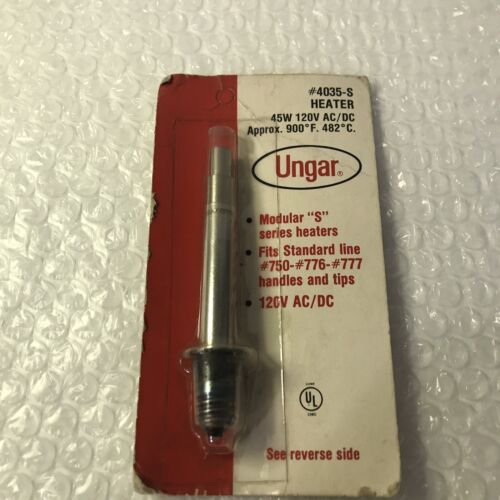 #4035-S
HEATER
45W 120V AC/DC
Approx. 900°F. 482°C.
Ungar®
• Modular "S"
series heaters
• Fits Standard line
#750-#776-#777
handles and tips
• 120V AC/DC
UL
See reverse side